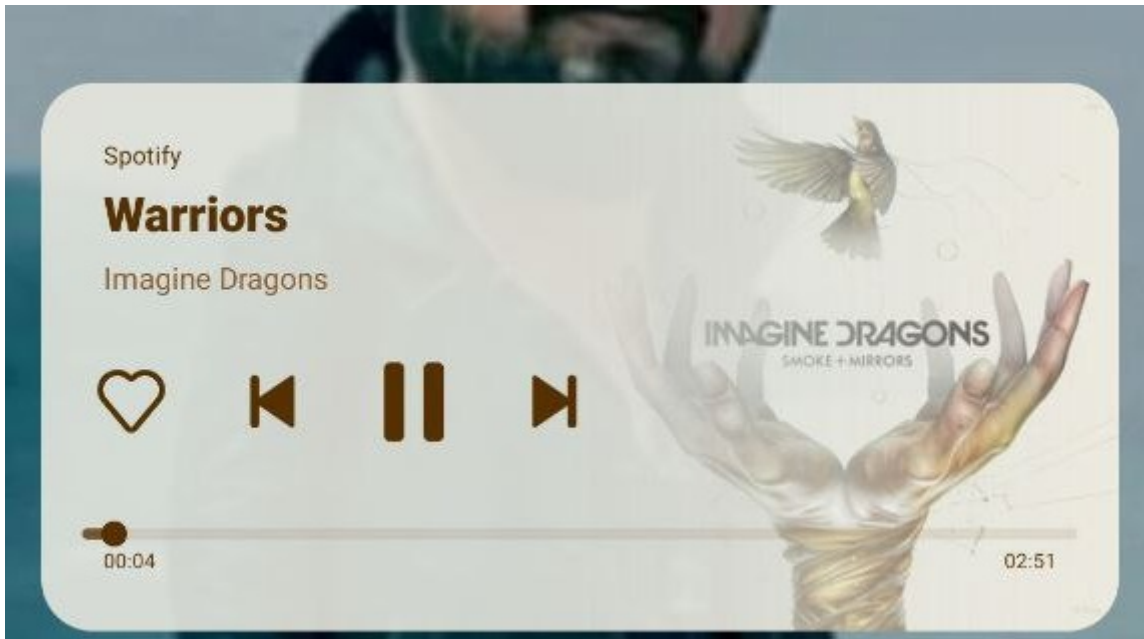 Spotify
Warriors
Imagine Dragons
IMAGINE DRAGONS
SMOKE + MIRRORS
00:04
02:51